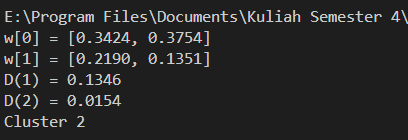 E:\Program Files\Documents\Kuliah Semester 4\
w[0] = [0.3424, 0.3754]
w[1] = [0.2190, 0.1351]
D(1) = 0.1346
D(2) = 0.0154
Cluster 2